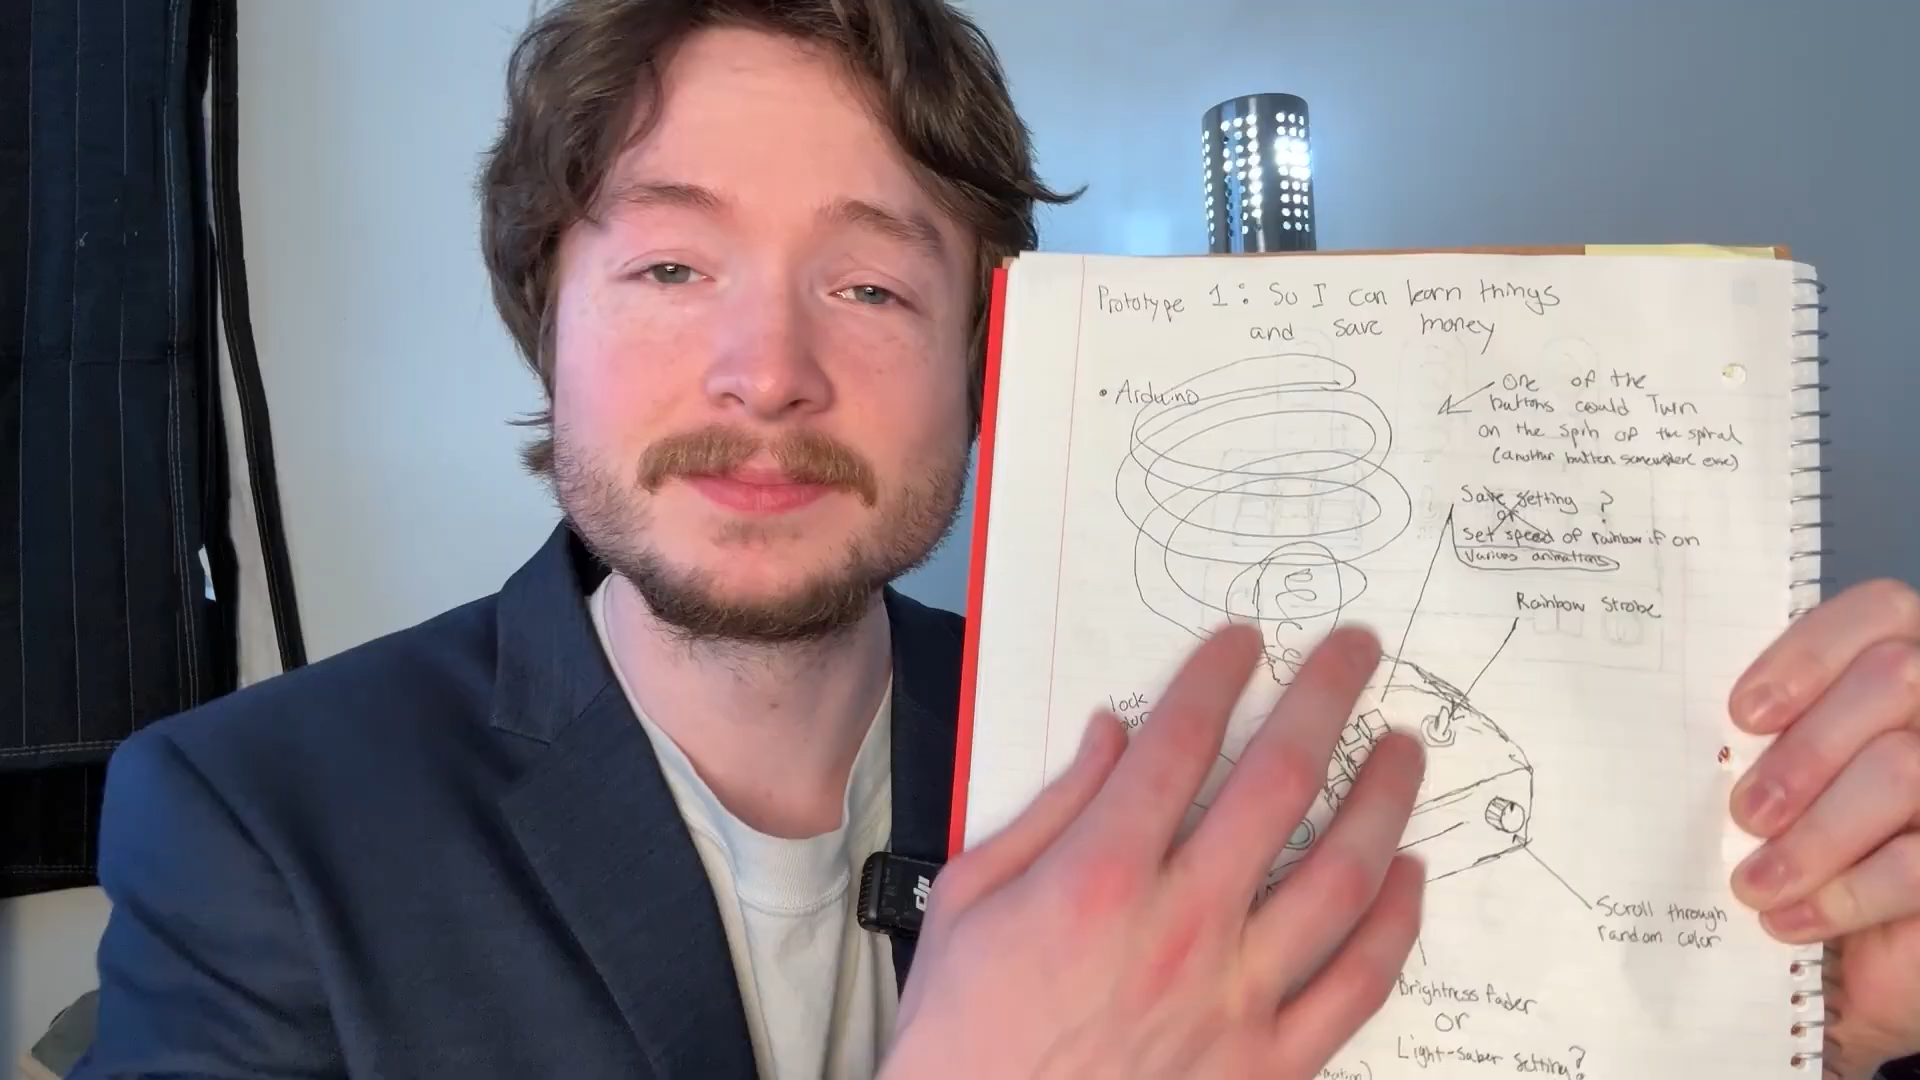 Prototype 1: So I can learn things
and save money
• Arduino
One of the
buttons could Turn
on the spin of the spiral
(another button somewhere else)
Save setting ?
or
Set speed of rainbow if on
various animations
Rainbow Strobe
lock
Scroll through
random color
Brightness fader
or
Light-Saber setting?
dji